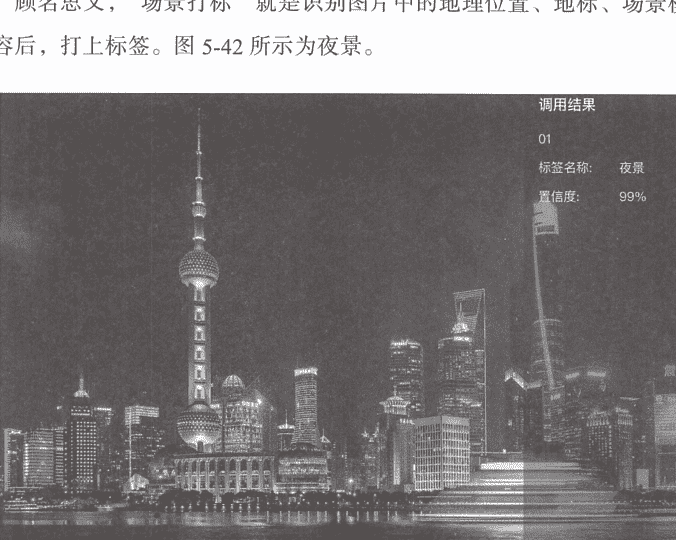 顾名思义，“场景打标”就是识别图片中的地理位置、地标、场景
容后，打上标签。图 5-42 所示为夜景。
调用结果
01
标签名称: 夜景
置信度: 99%